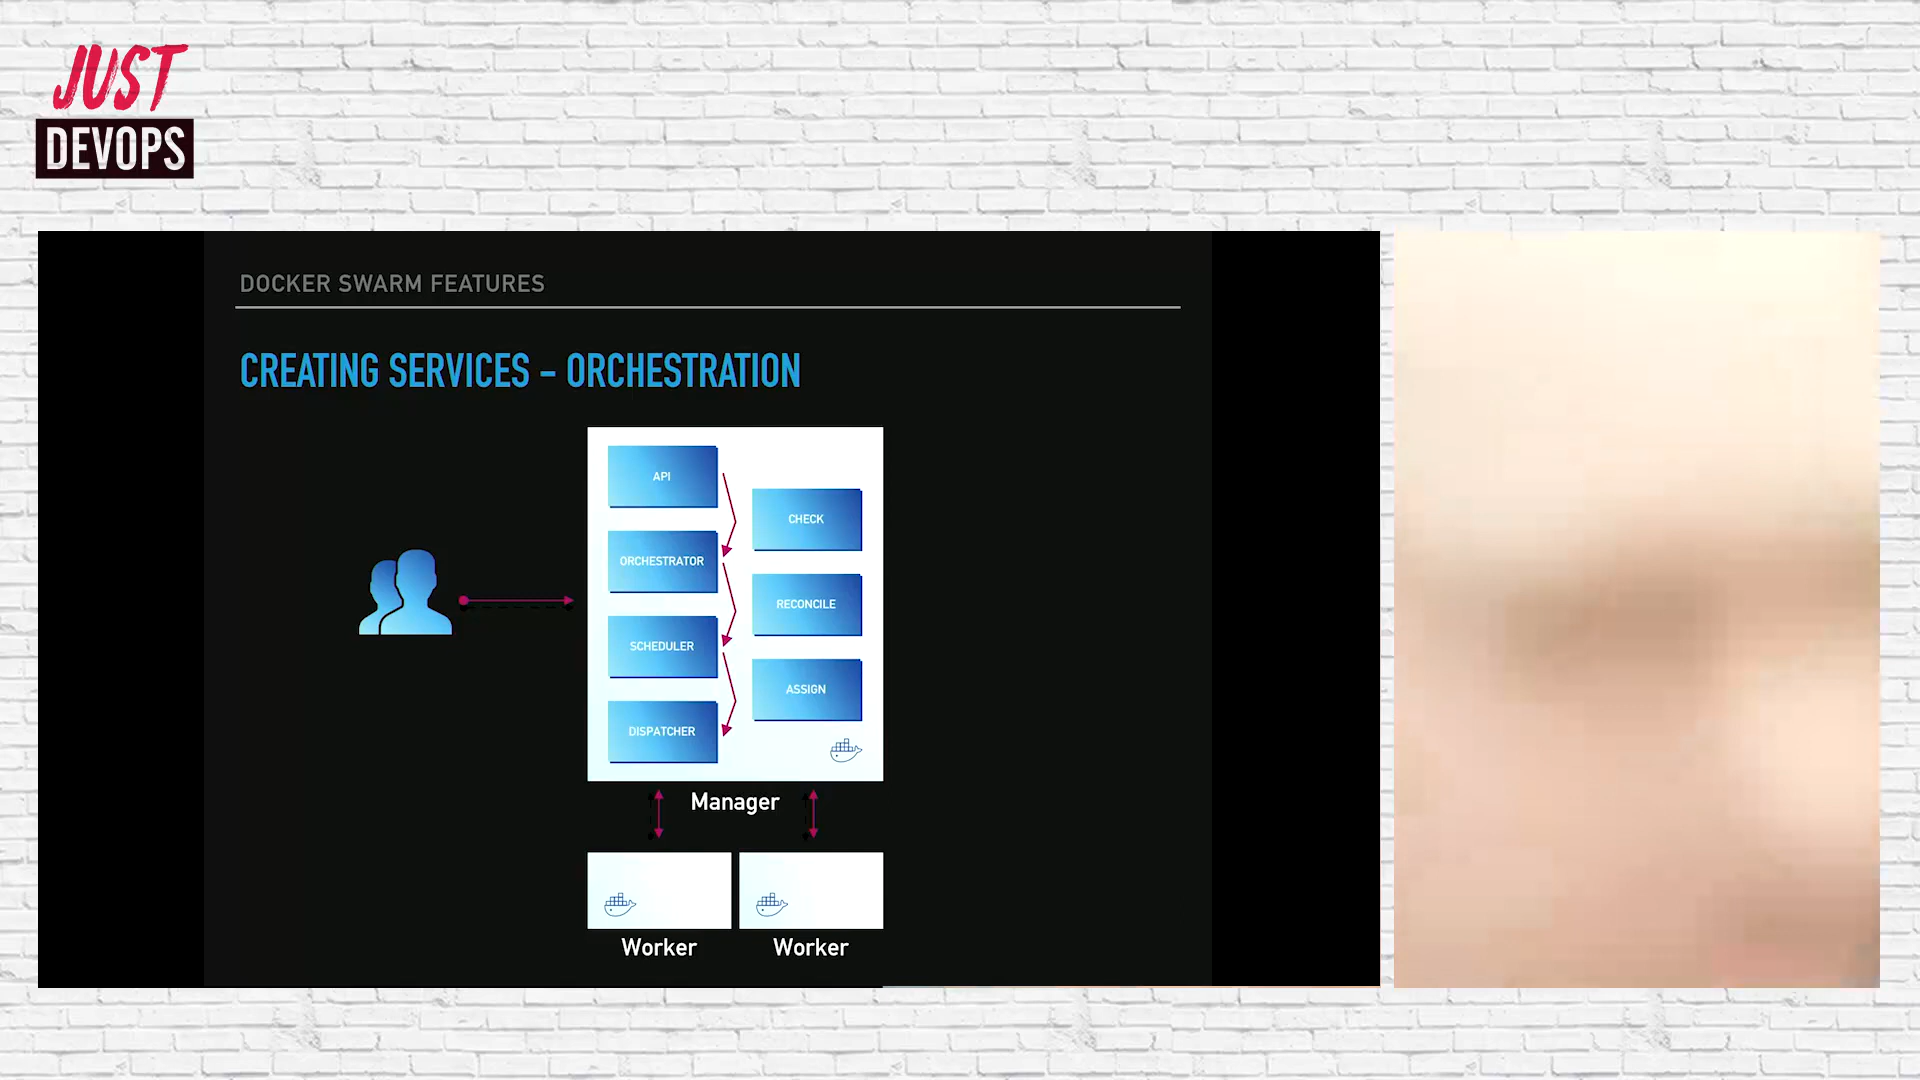 JUST
DEVOPS
DOCKER SWARM FEATURES
CREATING SERVICES – ORCHESTRATION
API
CHECK
ORCHESTRATOR
RECONCILE
SCHEDULER
ASSIGN
DISPATCHER
Manager
Worker
Worker